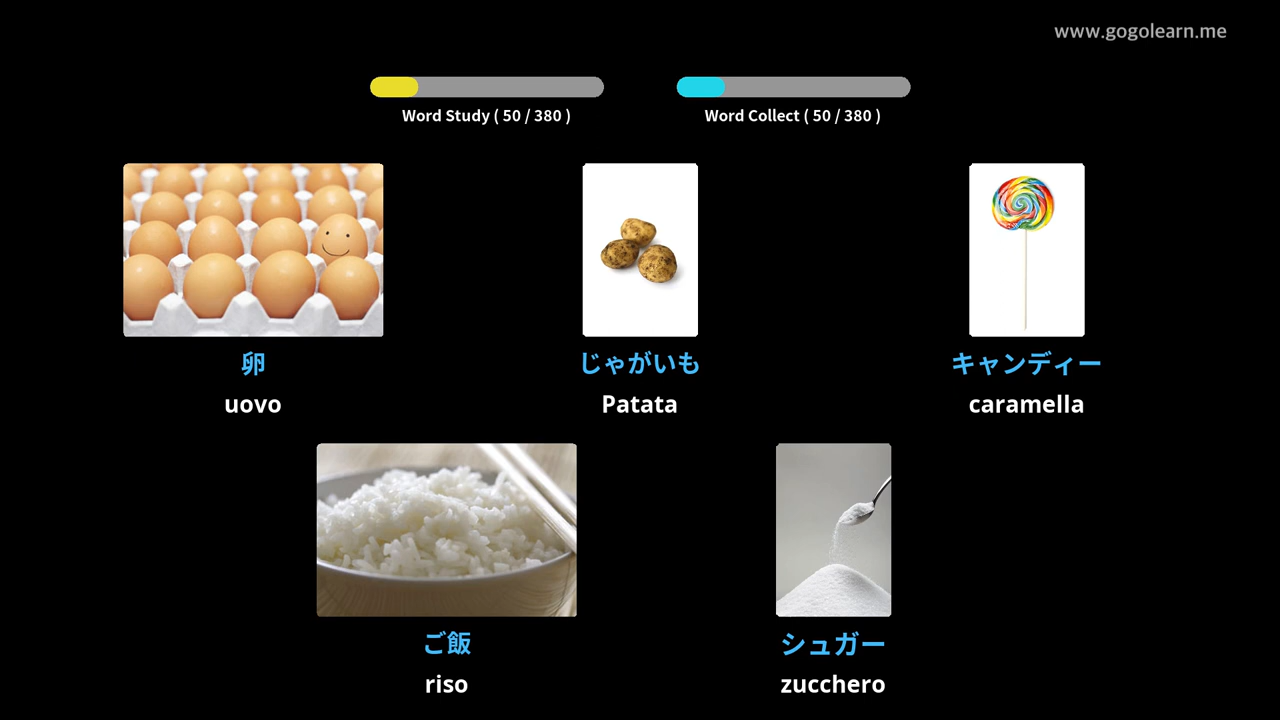 www.gogolearn.me
Word Study ( 50 / 380 )
Word Collect ( 50 / 380 )
卵
じゃがいも
キャンディー
uovo
Patata
caramella
ご飯
シュガー
riso
zucchero